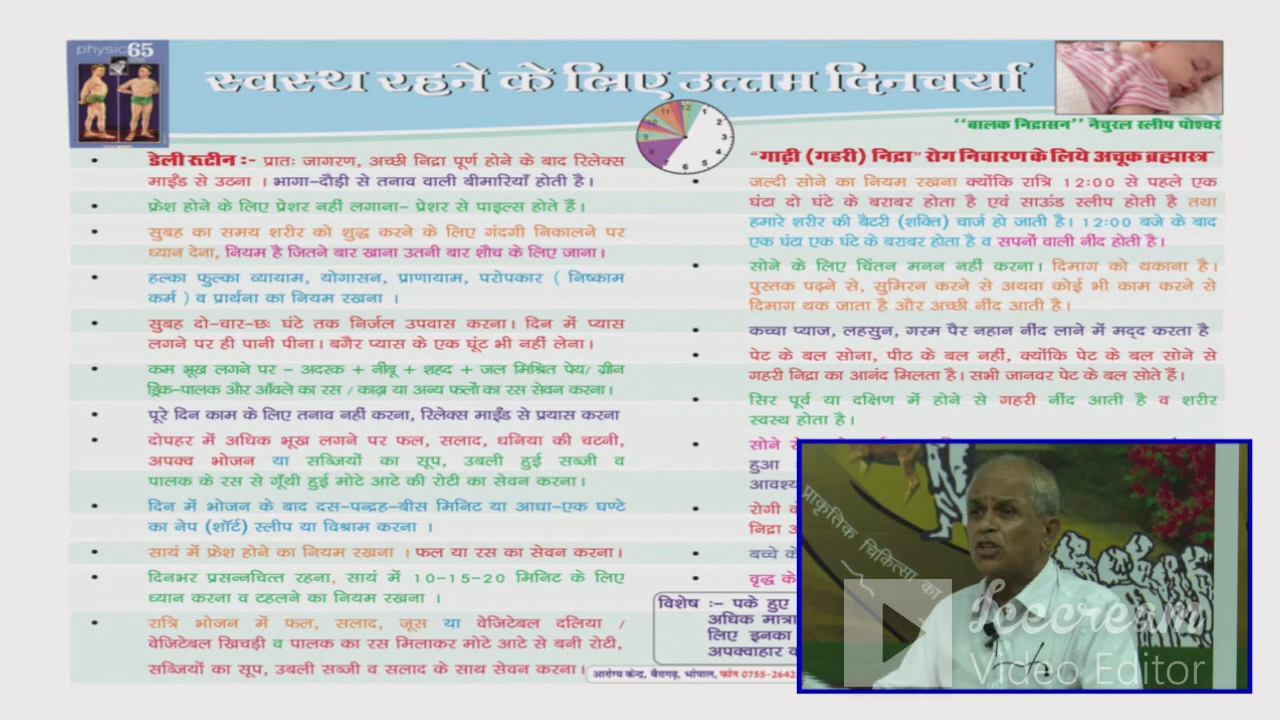 physic 65
स्वस्थ रहने के लिए उत्तम दिनचर्या
"बालक निद्रासन" नैचुरल स्लीप पोश्चर
डेली रूटीन :- प्रातः जागरण, अच्छी निद्रा पूर्ण होने के बाद रिलेक्स
माईंड से उठना । भागा-दौड़ी से तनाव वाली बीमारियाँ होती है।
फ्रेश होने के लिए प्रेशर नहीं लगाना- प्रेशर से पाइल्स होते हैं।
सुबह का समय शरीर को शुद्ध करने के लिए गंदगी निकालने पर
ध्यान देना, नियम है जितने बार खाना उतनी बार शौच के लिए जाना।
हल्का फुल्का व्यायाम, योगासन, प्राणायाम, परोपकार ( निष्काम
कर्म ) व प्रार्थना का नियम रखना ।
सुबह दो-चार-छः घंटे तक निर्जल उपवास करना। दिन में प्यास
लगने पर ही पानी पीना। बगैर प्यास के एक घूंट भी नहीं लेना।
कम भूख लगने पर - अदरक + नींबू + शहद + जल मिश्रित पेय/ ग्रीन
ड्रिंक-पालक और आँवले का रस / काढ़ा या अन्य फलों का रस सेवन करना।
पूरे दिन काम के लिए तनाव नहीं करना, रिलेक्स माईंड से प्रयास करना
दोपहर में अधिक भूख लगने पर फल, सलाद, धनिया की चटनी,
अपक्व भोजन या सब्जियों का सूप, उबली हुई सब्जी व
पालक के रस से गूँथी हुई मोटे आटे की रोटी का सेवन करना।
दिन में भोजन के बाद दस-पन्द्रह-बीस मिनिट या आधा-एक घण्टे
का नेप (शॉर्ट) स्लीप या विश्राम करना ।
सायं में फ्रेश होने का नियम रखना । फल या रस का सेवन करना।
दिनभर प्रसन्नचित्त रहना, सायं में 10-15-20 मिनिट के लिए
ध्यान करना व टहलने का नियम रखना ।
रात्रि भोजन में फल, सलाद, जूस या वेजिटेबल दलिया /
वेजिटेबल खिचड़ी व पालक का रस मिलाकर मोटे आटे से बनी रोटी,
सब्जियों का सूप, उबली सब्जी व सलाद के साथ सेवन करना।
"गाढ़ी (गहरी) निद्रा" रोग निवारण के लिये अचूक ब्रह्मास्त्र
जल्दी सोने का नियम रखना क्योंकि रात्रि 12:00 से पहले एक
घंटा दो घंटे के बराबर होता है एवं साऊंड स्लीप होती है तथा
हमारे शरीर की बैटरी (शक्ति) चार्ज हो जाती है। 12:00 बजे के बाद
एक घंटा एक घंटे के बराबर होता है व सपनों वाली नींद होती है।
सोने के लिए चिंतन मनन नहीं करना। दिमाग को थकाना है।
पुस्तक पढ़ने से, सुमिरन करने से अथवा कोई भी काम करने से
दिमाग थक जाता है और अच्छी नींद आती है।
कच्चा प्याज, लहसुन, गरम पैर नहान नींद लाने में मद्द करता है
पेट के बल सोना, पीठ के बल नहीं, क्योंकि पेट के बल सोने से
गहरी निद्रा का आनंद मिलता है। सभी जानवर पेट के बल सोते हैं।
सिर पूर्व या दक्षिण में होने से गहरी नींद आती है व शरीर
स्वस्थ होता है।
सोने
हुआ
रोगी
निद्रा
बच्चे के
वृद्ध के
विशेष :- पके हुए
अधिक मात्रा
लिए इनका
अपक्वाहार
आरोग्य केन्द्र, बैरागढ़, भोपाल, फोन 0755-2642
प्राकृतिक चिकित्सा का
Icecream
Video Editor